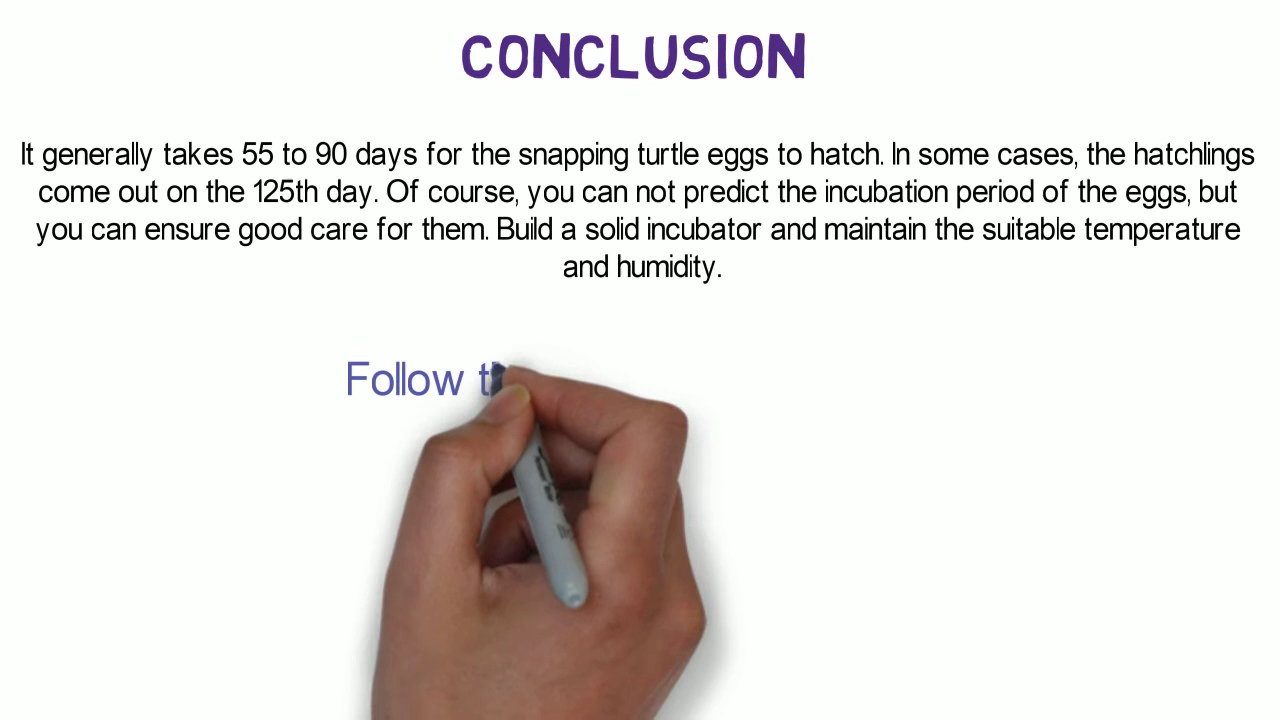 CONCLUSION
It generally takes 55 to 90 days for the snapping turtle eggs to hatch. In some cases, the hatchlings
come out on the 125th day. Of course, you can not predict the incubation period of the eggs, but
you can ensure good care for them. Build a solid incubator and maintain the suitable temperature
and humidity.
Follow